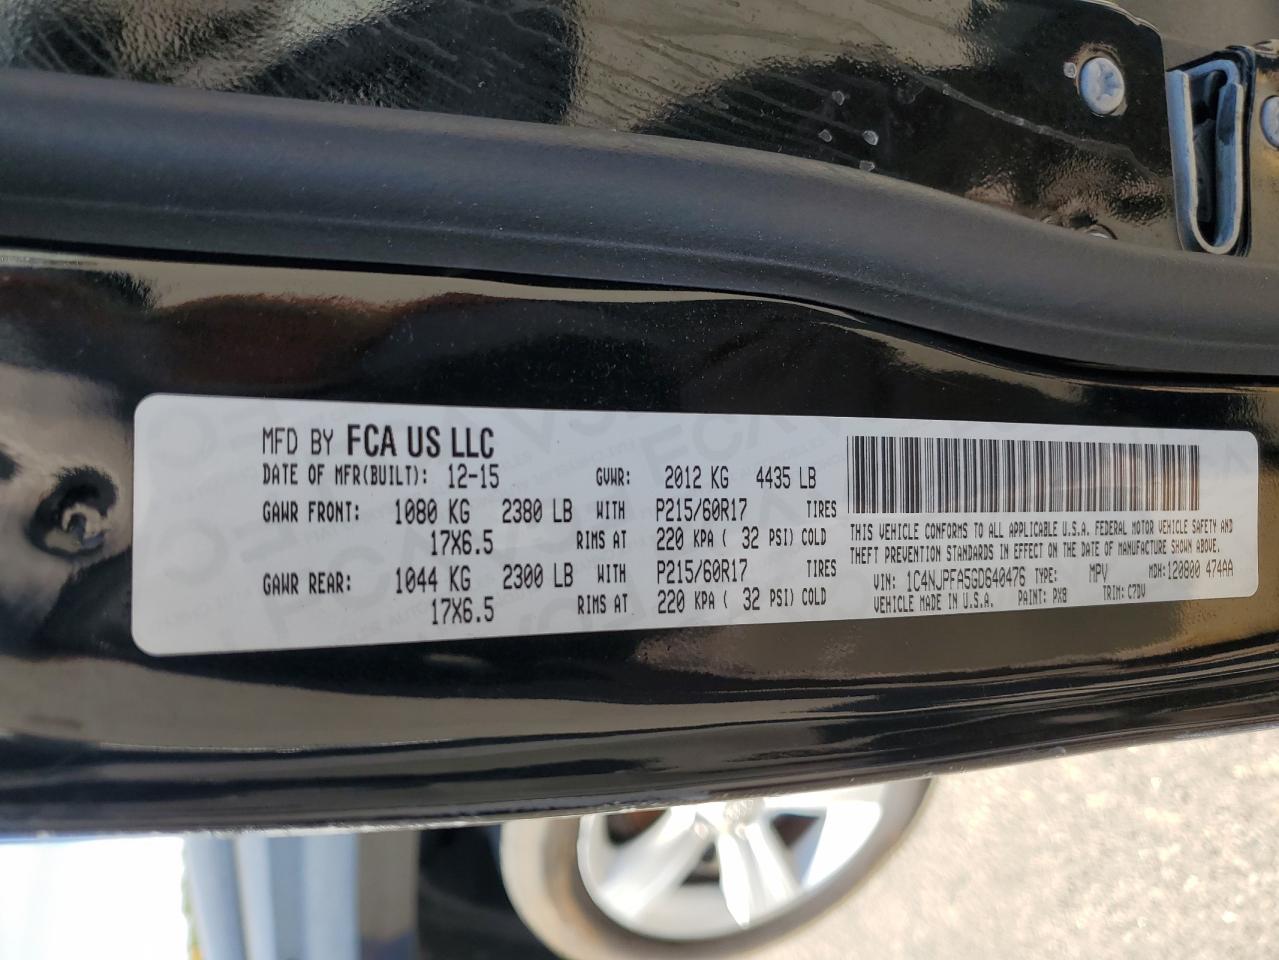 MFD BY FCA US LLC
DATE OF MFR(BUILT): 12-15 GVWR: 2012 KG 4435 LB
GAWR FRONT: 1080 KG 2380 LB WITH P215/60R17 TIRES
17X6.5 RIMS AT 220 KPA ( 32 PSI) COLD
GAWR REAR: 1044 KG 2300 LB WITH P215/60R17 TIRES
17X6.5 RIMS AT 220 KPA ( 32 PSI) COLD
THIS VEHICLE CONFORMS TO ALL APPLICABLE U.S.A. FEDERAL MOTOR VEHICLE SAFETY AND
THEFT PREVENTION STANDARDS IN EFFECT ON THE DATE OF MANUFACTURE SHOWN ABOVE.
VIN: 1C4NJPFA5GD640476 TYPE: MPV MDH: 120800 474AA
VEHICLE MADE IN U.S.A. PAINT: PX8 TRIM: C7DV